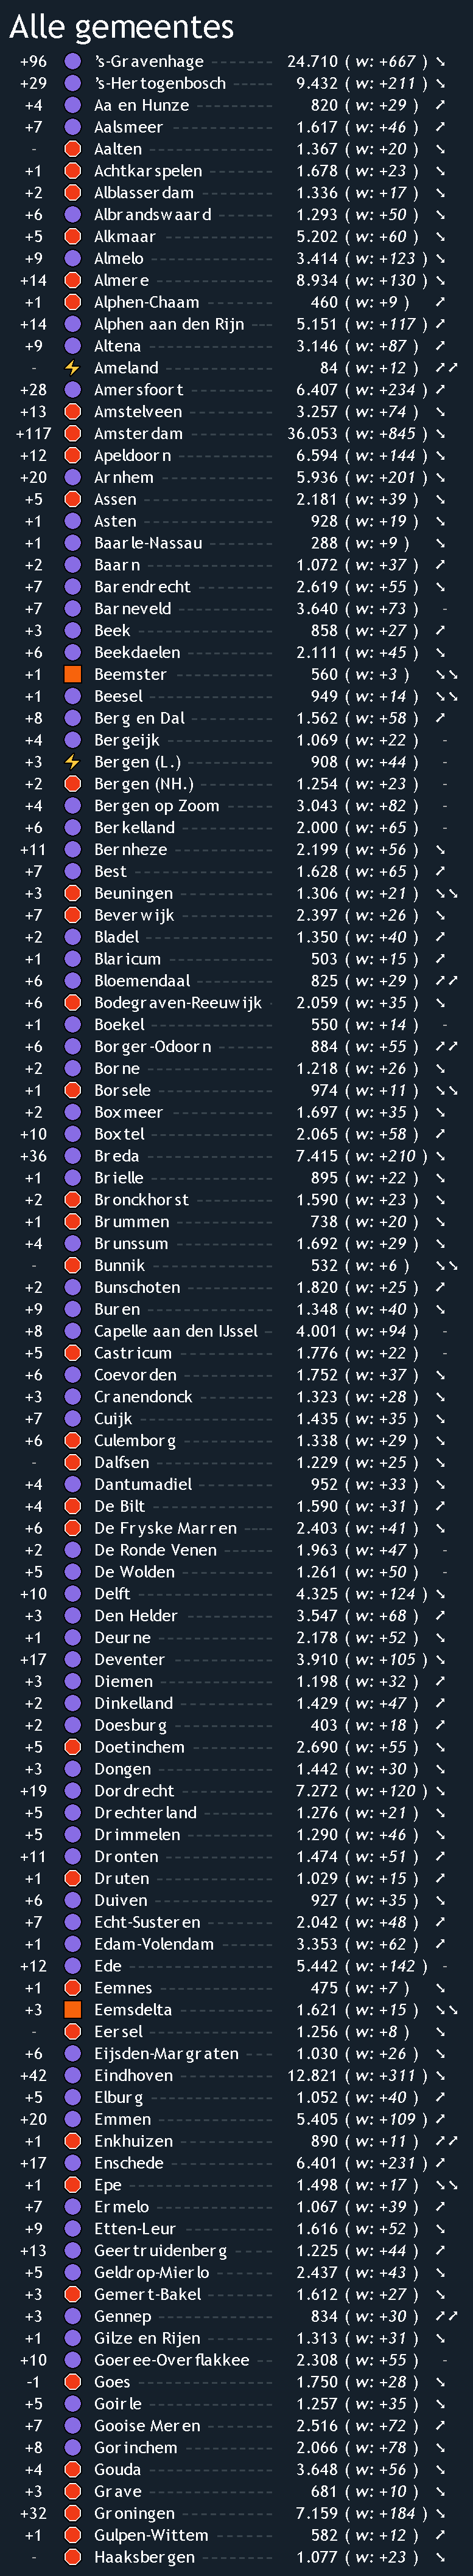 Alle gemeentes
+96 's-Gravenhage 24.710 ( w: +667 ) ↘
+29 's-Hertogenbosch 9.432 ( w: +211 ) ↘
+4 Aa en Hunze 820 ( w: +29 ) ↗
+7 Aalsmeer 1.617 ( w: +46 ) ↗
- Aalten 1.367 ( w: +20 ) ↘
+1 Achtkarspelen 1.678 ( w: +23 ) ↘
+2 Alblasserdam 1.336 ( w: +17 ) ↘
+6 Albrandswaard 1.293 ( w: +50 ) ↘
+5 Alkmaar 5.202 ( w: +60 ) ↘
+9 Almelo 3.414 ( w: +123 ) ↘
+14 Almere 8.934 ( w: +130 ) ↘
+1 Alphen-Chaam 460 ( w: +9 ) ↗
+14 Alphen aan den Rijn 5.151 ( w: +117 ) ↗
+9 Altena 3.146 ( w: +87 ) ↗
- Ameland 84 ( w: +12 ) ↗↗
+28 Amersfoort 6.407 ( w: +234 ) ↗
+13 Amstelveen 3.257 ( w: +74 ) ↘
+117 Amsterdam 36.053 ( w: +845 ) ↘
+12 Apeldoorn 6.594 ( w: +144 ) ↘
+20 Arnhem 5.936 ( w: +201 ) ↘
+5 Assen 2.181 ( w: +39 ) ↘
+1 Asten 928 ( w: +19 ) ↘
+1 Baarle-Nassau 288 ( w: +9 ) ↘
+2 Baarn 1.072 ( w: +37 ) ↗
+7 Barendrecht 2.619 ( w: +55 ) ↘
+7 Barneveld 3.640 ( w: +73 ) -
+3 Beek 858 ( w: +27 ) ↗
+6 Beekdaelen 2.111 ( w: +45 ) ↘
+1 Beemster 560 ( w: +3 ) ↘↘
+1 Beesel 949 ( w: +14 ) ↘↘
+8 Berg en Dal 1.562 ( w: +58 ) ↗
+4 Bergeijk 1.069 ( w: +22 ) -
+3 Bergen (L.) 908 ( w: +44 ) -
+2 Bergen (NH.) 1.254 ( w: +23 ) -
+4 Bergen op Zoom 3.043 ( w: +82 ) -
+6 Berkelland 2.000 ( w: +65 ) -
+11 Bernheze 2.199 ( w: +56 ) ↘
+7 Best 1.628 ( w: +65 ) ↗
+3 Beuningen 1.306 ( w: +21 ) ↘↘
+7 Beverwijk 2.397 ( w: +26 ) ↘
+2 Bladel 1.350 ( w: +40 ) ↗
+1 Blaricum 503 ( w: +15 ) ↗
+6 Bloemendaal 825 ( w: +29 ) ↗↗
+6 Bodegraven-Reeuwijk 2.059 ( w: +35 ) ↘
+1 Boekel 550 ( w: +14 ) -
+6 Borger-Odoorn 884 ( w: +55 ) ↗↗
+2 Borne 1.218 ( w: +26 ) ↘
+1 Borsele 974 ( w: +11 ) ↘↘
+2 Boxmeer 1.697 ( w: +35 ) ↘
+10 Boxtel 2.065 ( w: +58 ) ↗
+36 Breda 7.415 ( w: +210 ) ↘
+1 Brielle 895 ( w: +22 ) ↘
+2 Bronckhorst 1.590 ( w: +23 ) ↘
+1 Brummen 738 ( w: +20 ) ↘
+4 Brunssum 1.692 ( w: +29 ) ↘
- Bunnik 532 ( w: +6 ) ↘↘
+2 Bunschoten 1.820 ( w: +25 ) ↗
+9 Buren 1.348 ( w: +40 ) ↘
+8 Capelle aan den IJssel 4.001 ( w: +94 ) -
+5 Castricum 1.776 ( w: +22 ) -
+6 Coevorden 1.752 ( w: +37 ) ↘
+3 Cranendonck 1.323 ( w: +28 ) ↘
+7 Cuijk 1.435 ( w: +35 ) ↘
+6 Culemborg 1.338 ( w: +29 ) ↘
- Dalfsen 1.229 ( w: +25 ) ↘
+4 Dantumadiel 952 ( w: +33 ) ↘
+4 De Bilt 1.590 ( w: +31 ) ↗
+6 De Fryske Marren 2.403 ( w: +41 ) ↘
+2 De Ronde Venen 1.963 ( w: +47 ) -
+5 De Wolden 1.261 ( w: +50 ) -
+10 Delft 4.325 ( w: +124 ) ↘
+3 Den Helder 3.547 ( w: +68 ) ↗
+1 Deurne 2.178 ( w: +52 ) ↘
+17 Deventer 3.910 ( w: +105 ) ↘
+3 Diemen 1.198 ( w: +32 ) ↗
+2 Dinkelland 1.429 ( w: +47 ) ↗
+2 Doesburg 403 ( w: +18 ) ↗
+5 Doetinchem 2.690 ( w: +55 ) ↘
+3 Dongen 1.442 ( w: +30 ) ↘
+19 Dordrecht 7.272 ( w: +120 ) ↘
+5 Drechterland 1.276 ( w: +21 ) ↘
+5 Drimmelen 1.290 ( w: +46 ) ↘
+11 Dronten 1.474 ( w: +51 ) ↗
+1 Druten 1.029 ( w: +15 ) ↗
+6 Duiven 927 ( w: +35 ) ↘
+7 Echt-Susteren 2.042 ( w: +48 ) ↗
+1 Edam-Volendam 3.353 ( w: +62 ) ↗
+12 Ede 5.442 ( w: +142 ) -
+1 Eemnes 475 ( w: +7 ) ↘
+3 Eemsdelta 1.621 ( w: +15 ) ↘↘
- Eersel 1.256 ( w: +8 ) ↘
+6 Eijsden-Margraten 1.030 ( w: +26 ) ↘
+42 Eindhoven 12.821 ( w: +311 ) ↘
+5 Elburg 1.052 ( w: +40 ) ↗
+20 Emmen 5.405 ( w: +109 ) ↗
+1 Enkhuizen 890 ( w: +11 ) ↗↗
+17 Enschede 6.401 ( w: +231 ) ↗
+1 Epe 1.498 ( w: +17 ) ↘↘
+7 Ermelo 1.067 ( w: +39 ) ↗
+9 Etten-Leur 1.616 ( w: +52 ) ↘
+13 Geertruidenberg 1.225 ( w: +44 ) ↗
+5 Geldrop-Mierlo 2.437 ( w: +43 ) ↘
+3 Gemert-Bakel 1.612 ( w: +27 ) ↘
+3 Gennep 834 ( w: +30 ) ↗↗
+1 Gilze en Rijen 1.313 ( w: +31 ) ↘
+10 Goeree-Overflakkee 2.308 ( w: +55 ) -
-1 Goes 1.750 ( w: +28 ) ↘
+5 Goirle 1.257 ( w: +35 ) ↘
+7 Gooise Meren 2.516 ( w: +72 ) ↗
+8 Gorinchem 2.066 ( w: +78 ) ↘
+4 Gouda 3.648 ( w: +56 ) ↘
+3 Grave 681 ( w: +10 ) ↘
+32 Groningen 7.159 ( w: +184 ) ↘
+1 Gulpen-Wittem 582 ( w: +12 ) ↗
- Haaksbergen 1.077 ( w: +23 ) ↘